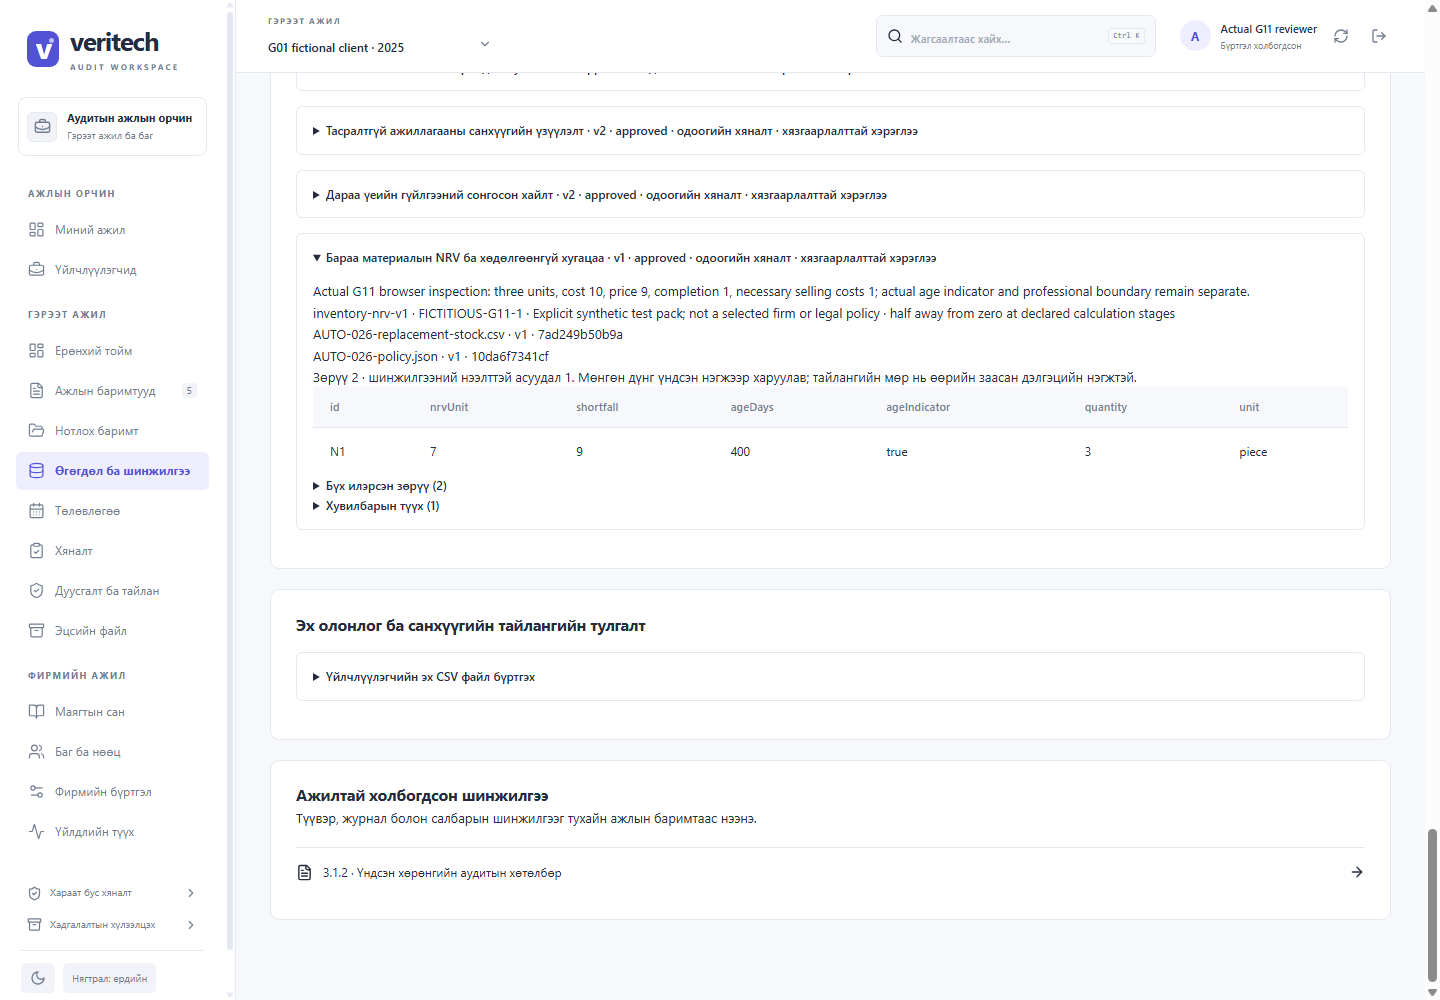 veritech
AUDIT WORKSPACE
Аудитын ажлын орчин
Гэрээт ажил ба баг
АЖЛЫН ОРЧИН
Миний ажил
Үйлчлүүлэгчид
ГЭРЭЭТ АЖИЛ
Ерөнхий тойм
Ажлын баримтууд 5
Нотлох баримт
Өгөгдөл ба шинжилгээ
Төлөвлөгөө
Хяналт
Дуусгалт ба тайлан
Эцсийн файл
ФИРМИЙН АЖИЛ
Маягтын сан
Баг ба нөөц
Фирмийн бүртгэл
Үйлдлийн түүх
Хараат бус хяналт
Хадгалалтын хүлээлцэх
Нягтрал: ердийн
ГЭРЭЭТ АЖИЛ
G01 fictional client · 2025
Жагсаалтаас хайх... Ctrl K
A
Actual G11 reviewer
Бүртгэл холбогдсон
Тасралтгүй ажиллагааны санхүүгийн үзүүлэлт · v2 · approved · одоогийн хяналт · хязгаарлалттай хэрэглээ
Дараа үеийн гүйлгээний сонгосон хайлт · v2 · approved · одоогийн хяналт · хязгаарлалттай хэрэглээ
Бараа материалын NRV ба хөдөлгөөнгүй хугацаа · v1 · approved · одоогийн хяналт · хязгаарлалттай хэрэглээ
Actual G11 browser inspection: three units, cost 10, price 9, completion 1, necessary selling costs 1; actual age indicator and professional boundary remain separate.
inventory-nrv-v1 · FICTITIOUS-G11-1 · Explicit synthetic test pack; not a selected firm or legal policy · half away from zero at declared calculation stages
AUTO-026-replacement-stock.csv · v1 · 7ad249b50b9a
AUTO-026-policy.json · v1 · 10da6f7341cf
Зөрүү 2 · шинжилгээний нээлттэй асуудал 1. Мөнгөн дүнг үндсэн нэгжээр харуулав; тайлангийн мөр нь өөрийн заасан дэлгэцийн нэгжтэй.
id nrvUnit shortfall ageDays ageIndicator quantity unit
N1 7 9 400 true 3 piece
Бүх илэрсэн зөрүү (2)
Хувилбарын түүх (1)
Эх олонлог ба санхүүгийн тайлангийн тулгалт
Үйлчлүүлэгчийн эх CSV файл бүртгэх
Ажилтай холбогдсон шинжилгээ
Түүвэр, журнал болон салбарын шинжилгээг тухайн ажлын баримтаас нээнэ.
3.1.2 · Үндсэн хөрөнгийн аудитын хөтөлбөр